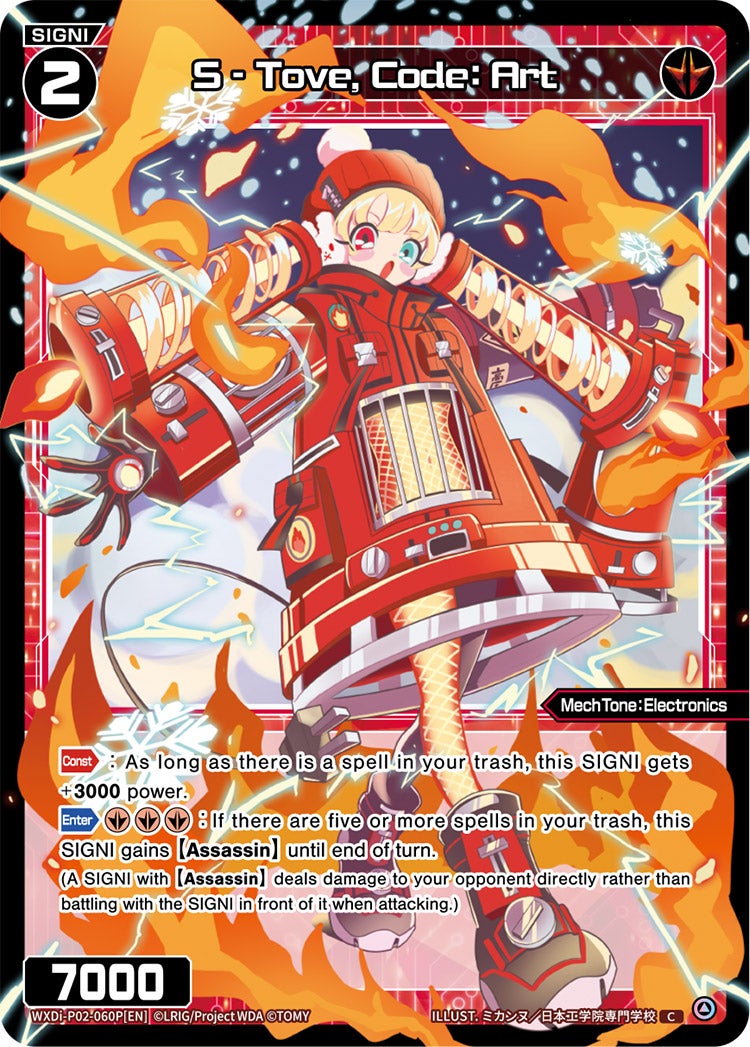 SIGNI
2
S - Tove, Code: Art
高
MechTone:Electronics
Const : As long as there is a spell in your trash, this SIGNI gets
+3000 power.
Enter : If there are five or more spells in your trash, this
SIGNI gains 【Assassin】 until end of turn.
(A SIGNI with 【Assassin】 deals damage to your opponent directly rather than
battling with the SIGNI in front of it when attacking.)
7000
WXDi-P02-060P[EN] ©LRIG/Project WDA ©TOMY
ILLUST. ミカンヌ／日本工学院専門学校 C